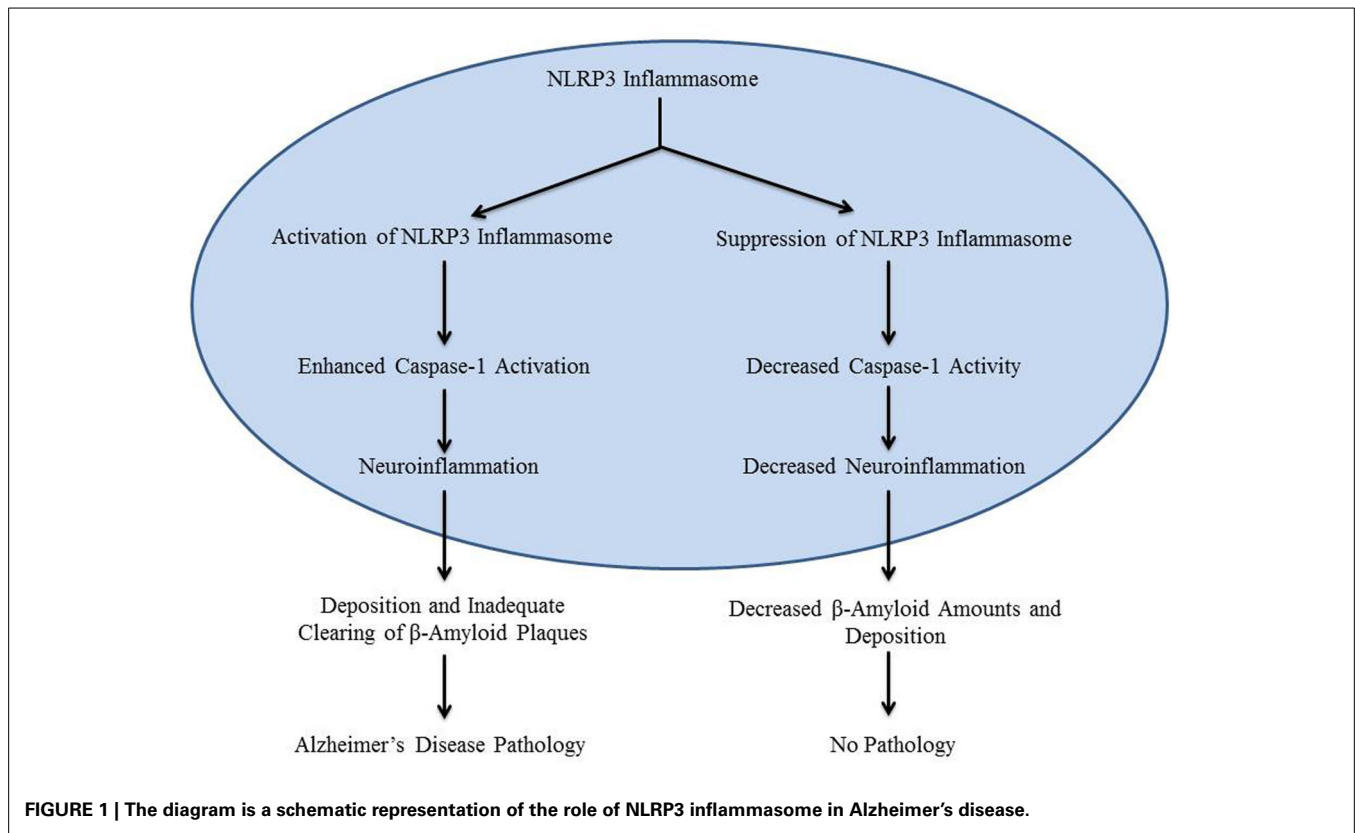 NLRP3 Inflammasome
Activation of NLRP3 Inflammasome
Suppression of NLRP3 Inflammasome
Enhanced Caspase-1 Activation
Decreased Caspase-1 Activity
Neuroinflammation
Decreased Neuroinflammation
Deposition and Inadequate
Clearing of β-Amyloid Plaques
Decreased β-Amyloid Amounts and
Deposition
Alzheimer’s Disease Pathology
No Pathology
FIGURE 1 | The diagram is a schematic representation of the role of NLRP3 inflammasome in Alzheimer’s disease.